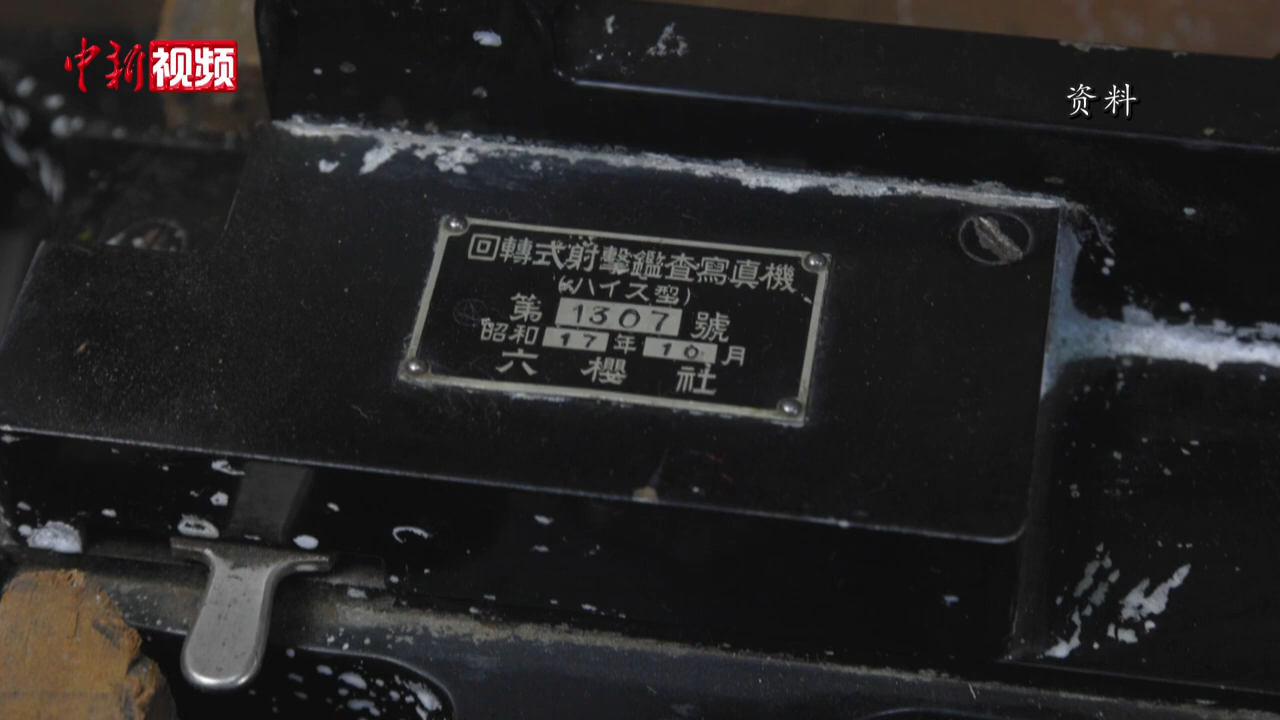 中新视频
资料
回轉式射擊鑑査寫真機
ハイス型)
第 1307 號
昭和 17 年 10 月
六櫻社